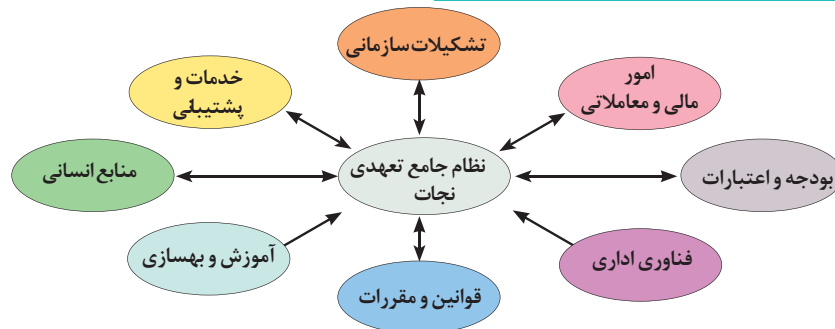 تشکیلات سازمانی
امور
مالی و معاملاتی
خدمات و
پشتیبانی
نظام جامع تعهدی
نجات
بودجه و اعتبارات
منابع انسانی
فناوری اداری
آموزش و بهسازی
قوانین و مقررات